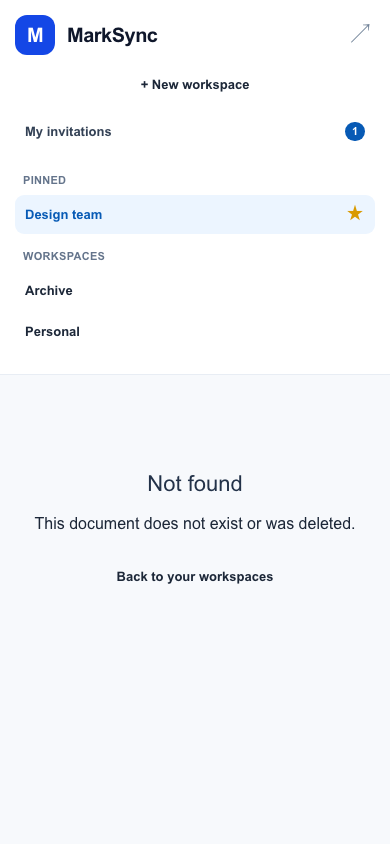 M MarkSync
+ New workspace
My invitations 1
PINNED
Design team
WORKSPACES
Archive
Personal
Not found
This document does not exist or was deleted.
Back to your workspaces